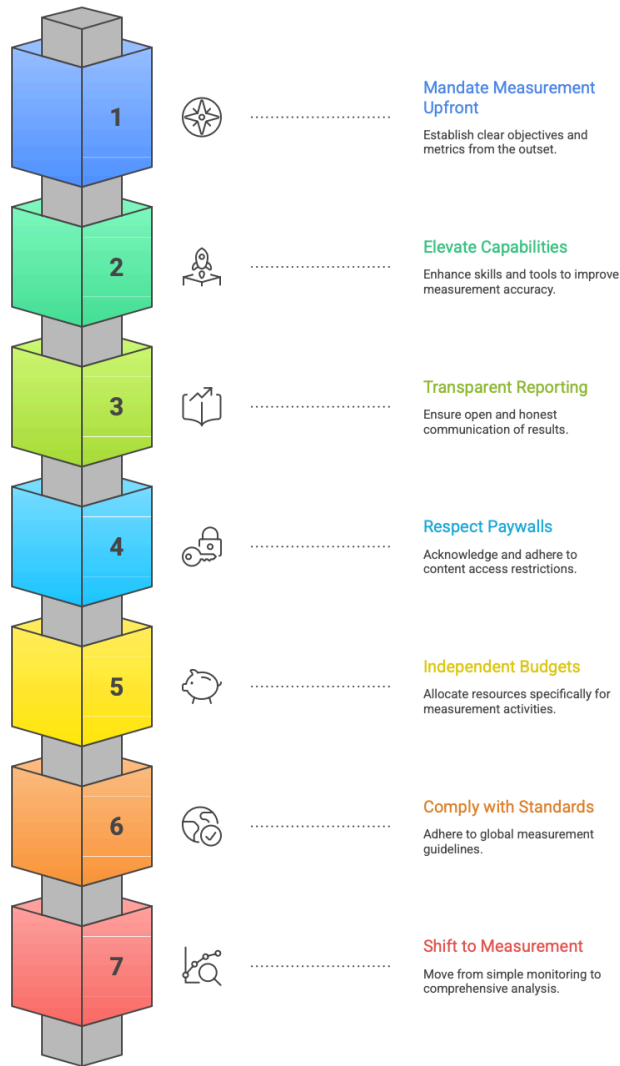 1
Mandate Measurement
Upfront
Establish clear objectives and
metrics from the outset.
2
Elevate Capabilities
Enhance skills and tools to improve
measurement accuracy.
3
Transparent Reporting
Ensure open and honest
communication of results.
4
Respect Paywalls
Acknowledge and adhere to
content access restrictions.
5
Independent Budgets
Allocate resources specifically for
measurement activities.
6
Comply with Standards
Adhere to global measurement
guidelines.
7
Shift to Measurement
Move from simple monitoring to
comprehensive analysis.